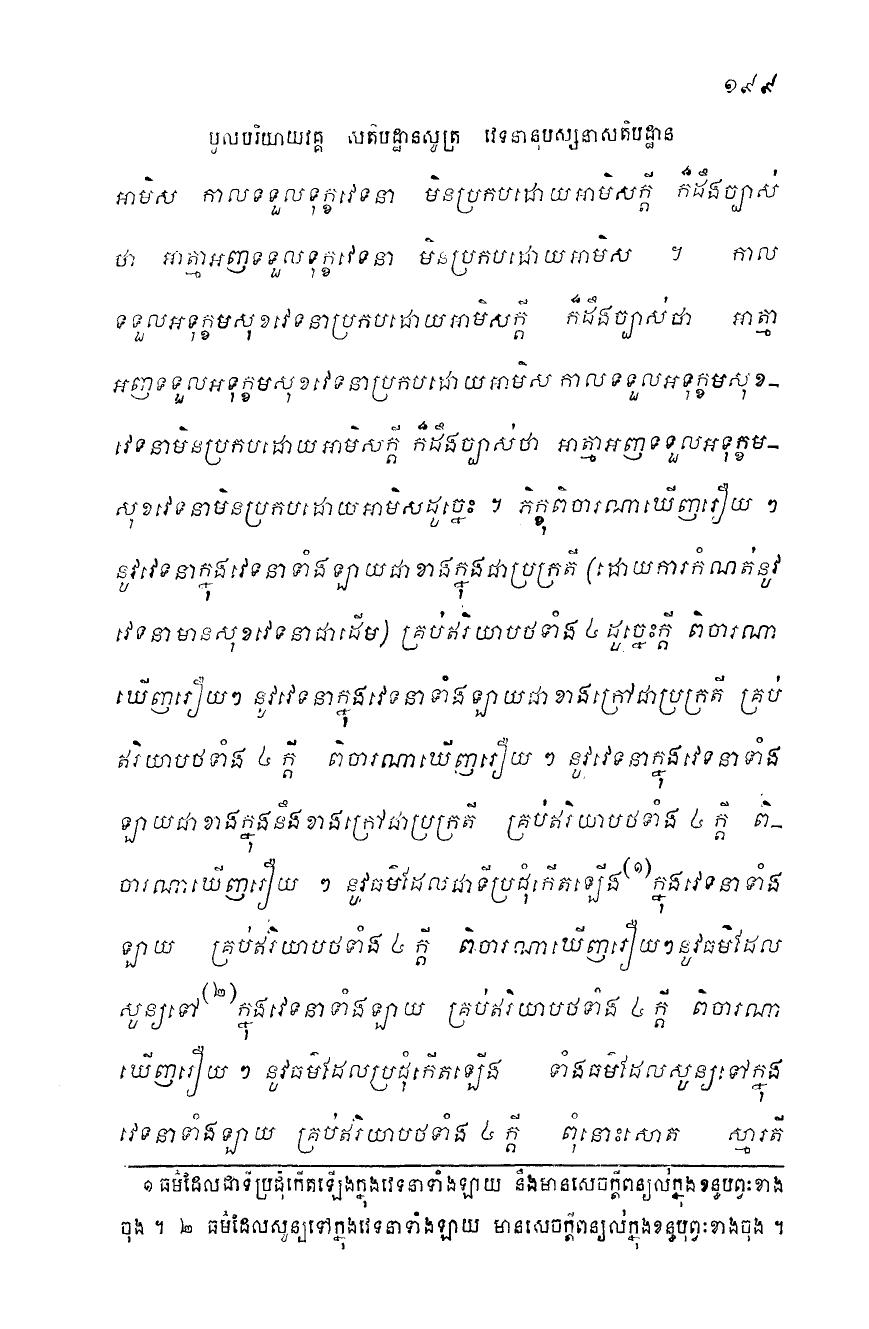 ១៩៩
មូលបរិយាយវគ្គ សតិបដ្ឋានសូត្រ វេទនានុបស្សនាសតិបដ្ឋាន
អាមិស កាលទទួលទុក្ខវេទនា មិនប្រកបដោយអាមិសក្តី ក៏ដឹងច្បាស់
ថា អាត្មាអញទទួលទុក្ខវេទនា មិនប្រកបដោយអាមិស ។ កាល
ទទួលអទុក្ខមសុខវេទនាប្រកបដោយអាមិសក្តី ក៏ដឹងច្បាស់ថា អាត្មា
អញទទួលអទុក្ខមសុខវេទនាប្រកបដោយអាមិស កាលទទួលអទុក្ខមសុខ-
វេទនាមិនប្រកបដោយអាមិសក្តី ក៏ដឹងច្បាស់ថា អាត្មាអញទទួលអទុក្ខម-
សុខវេទនាមិនប្រកបដោយអាមិសដូច្នេះ ។ ភិក្ខុពិចារណាឃើញរឿយ ៗ
នូវវេទនាក្នុងវេទនាទាំងឡាយជាខាងក្នុងជាប្រក្រតី (ដោយការកំណត់នូវ
វេទនាមានសុខវេទនាជាដើម) គ្រប់ឥរិយាបថទាំង ៤ ដូច្នេះក្តី ពិចារណា
ឃើញរឿយៗ នូវវេទនាក្នុងវេទនាទាំងឡាយជាខាងក្រៅជាប្រក្រតី គ្រប់
ឥរិយាបថទាំង ៤ ក្តី ពិចារណាឃើញរឿយ ៗ នូវវេទនាក្នុងវេទនាទាំង
ឡាយជាខាងក្នុងនឹងខាងក្រៅជាប្រក្រតី គ្រប់ឥរិយាបថទាំង ៤ ក្តី ពិ-
ចារណាឃើញរឿយ ៗ នូវធម៌ដែលជាទីប្រជុំកើតឡើង(១)ក្នុងវេទនាទាំង
ឡាយ គ្រប់ឥរិយាបថទាំង ៤ ក្តី ពិចារណាឃើញរឿយៗនូវធម៌ដែល
សូន្យទៅ(២)ក្នុងវេទនាទាំងឡាយ គ្រប់ឥរិយាបថទាំង ៤ ក្តី ពិចារណា
ឃើញរឿយ ៗ នូវធម៌ដែលប្រជុំកើតឡើង ទាំងធម៌ដែលសូន្យទៅក្នុង
វេទនាទាំងឡាយ គ្រប់ឥរិយាបថទាំង ៤ ក្តី ពុំនោះសោត ស្មារតី
១ ធម៌ដែលជាទីប្រជុំកើតឡើងក្នុងវេទនាទាំងឡាយ នឹងមានសេចក្តីពន្យល់ក្នុងខន្ធបព្វៈខាង
ចុង ។ ២ ធម៌ដែលសូន្យទៅក្នុងវេទនាទាំងឡាយ មានសេចក្តីពន្យល់ក្នុងខន្ធបុព្វៈខាងចុង ។